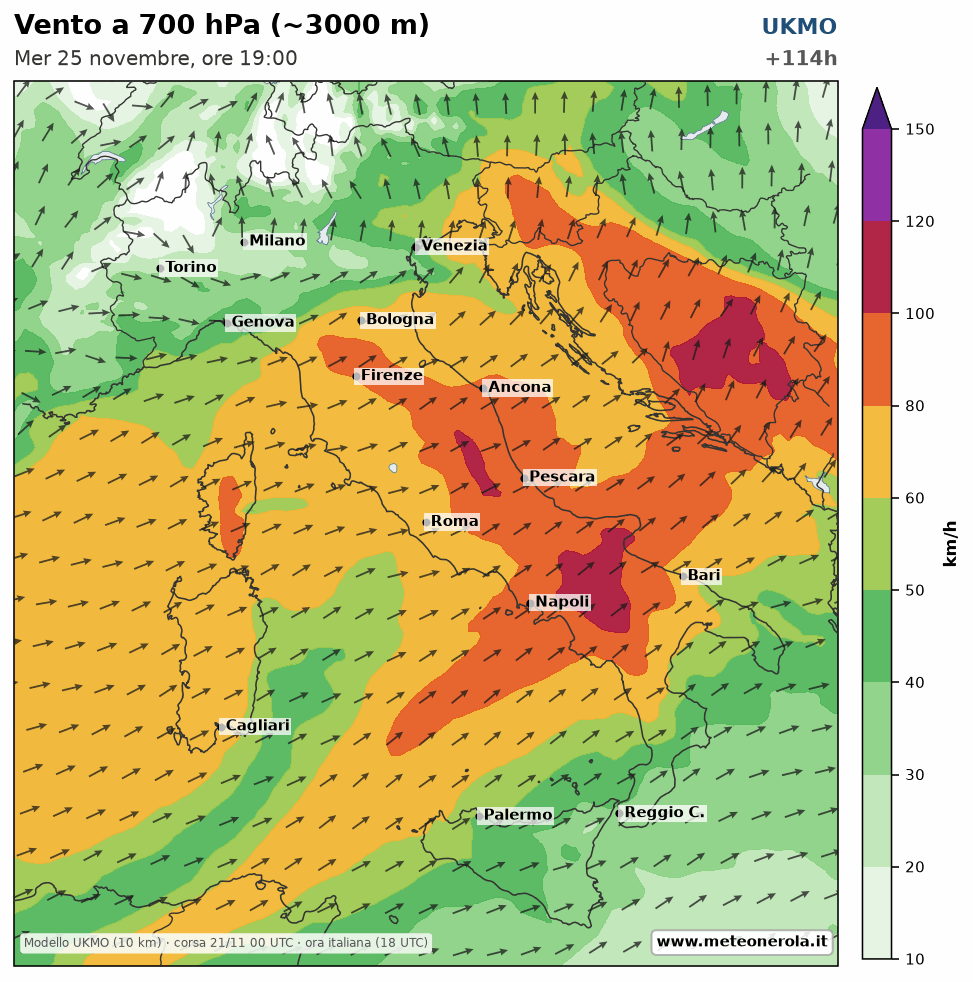 Vento a 700 hPa (~3000 m)
UKMO
Mer 25 novembre, ore 19:00
+114h
150
120
100
80
60
50
40
30
20
10
km/h
Milano
Venezia
Torino
Genova
Bologna
Firenze
Ancona
Pescara
Roma
Bari
Napoli
Cagliari
Palermo
Reggio C.
Modello UKMO (10 km) · corsa 21/11 00 UTC · ora italiana (18 UTC)
www.meteonerola.it